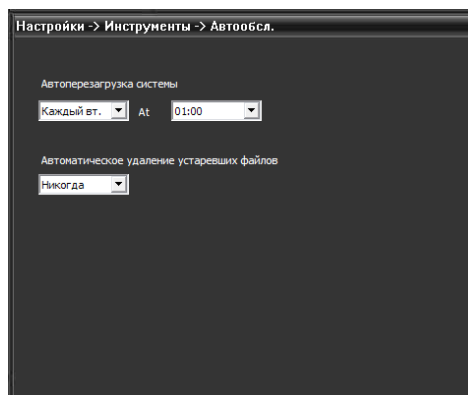 Настройки -> Инструменты -> Автообсл.
Автоперезагрузка системы
Каждый вт. At 01:00
Автоматическое удаление устаревших файлов
Никогда